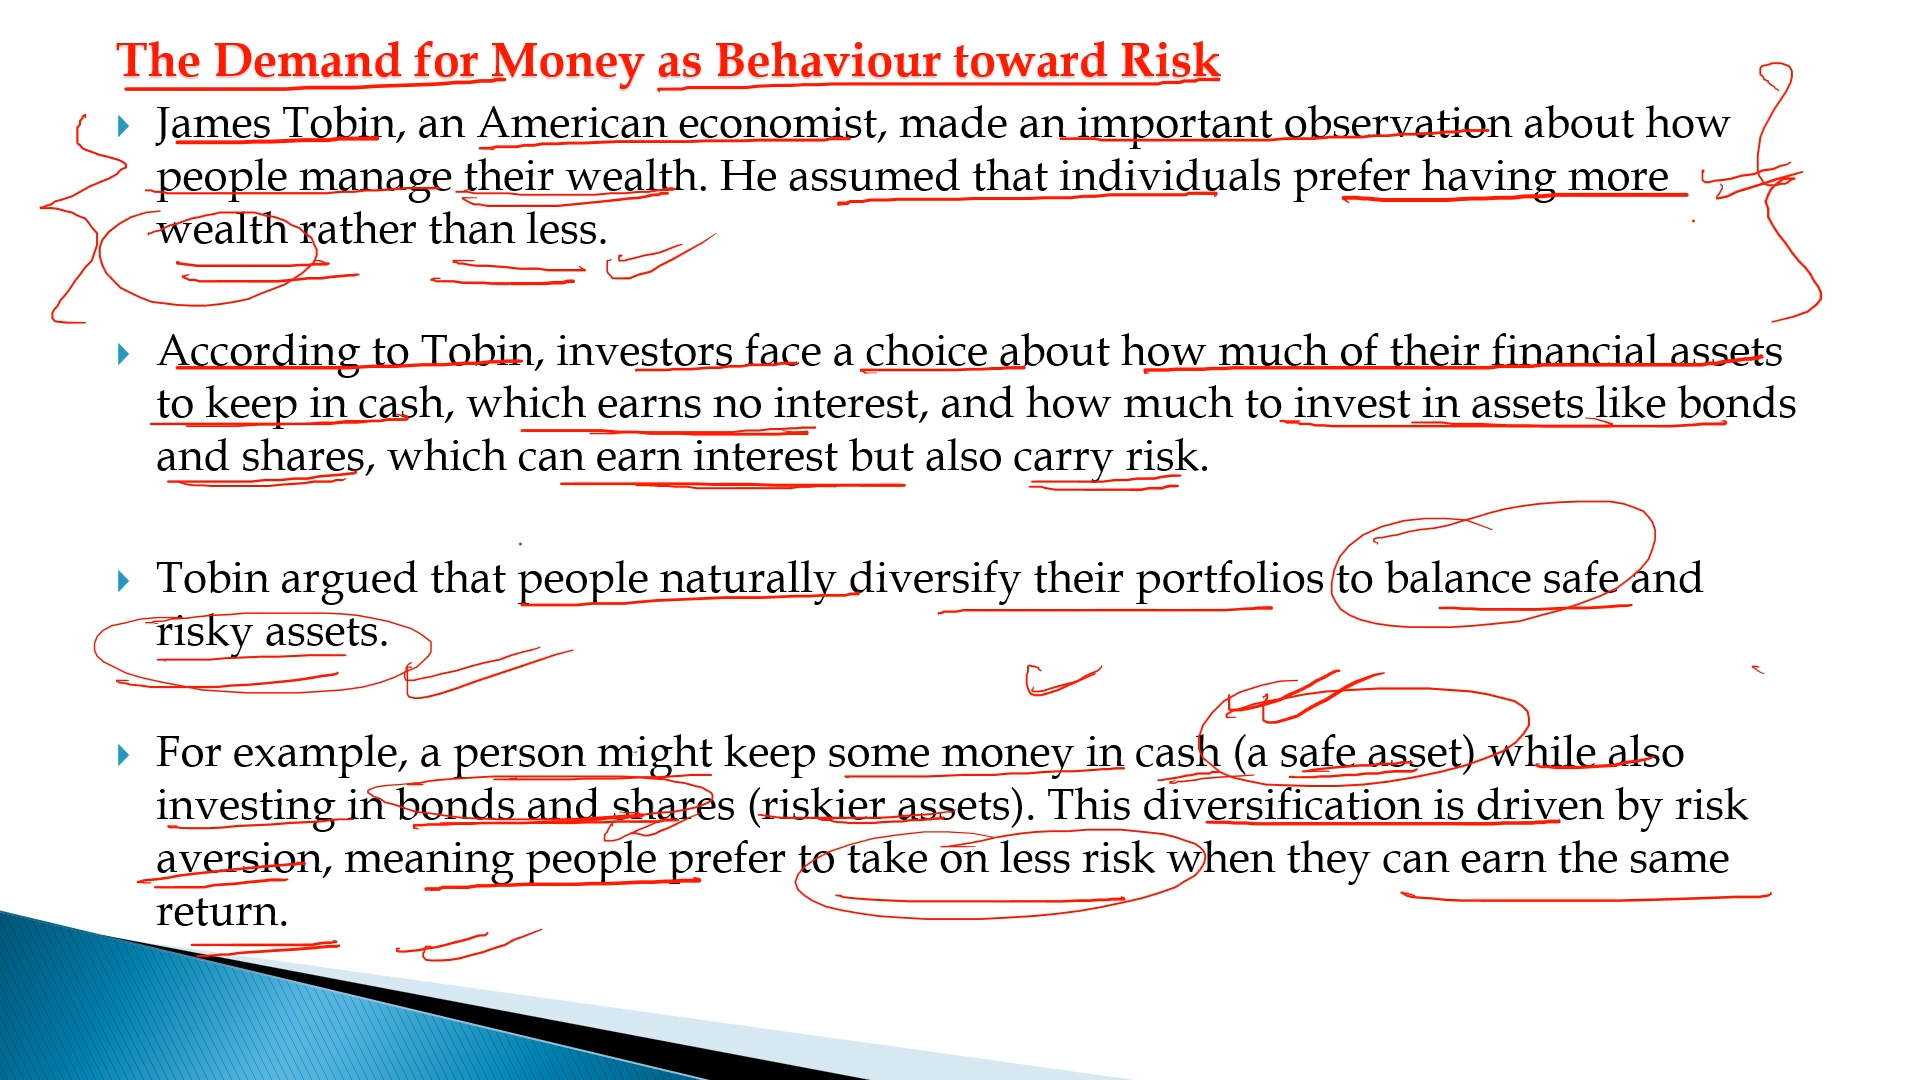 The Demand for Money as Behaviour toward Risk
James Tobin, an American economist, made an important observation about how
people manage their wealth. He assumed that individuals prefer having more
wealth rather than less.
According to Tobin, investors face a choice about how much of their financial assets
to keep in cash, which earns no interest, and how much to invest in assets like bonds
and shares, which can earn interest but also carry risk.
Tobin argued that people naturally diversify their portfolios to balance safe and
risky assets.
For example, a person might keep some money in cash (a safe asset) while also
investing in bonds and shares (riskier assets). This diversification is driven by risk
aversion, meaning people prefer to take on less risk when they can earn the same
return.